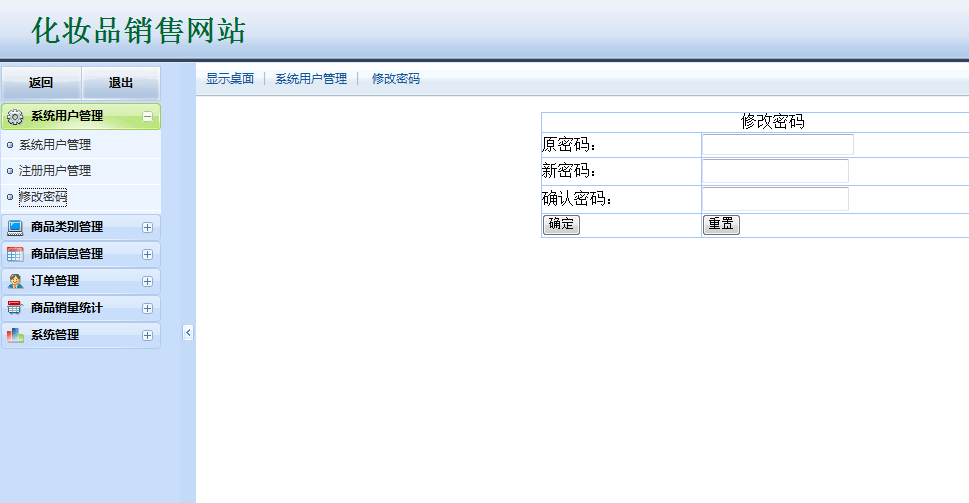 化妆品销售网站
返回 退出
显示桌面 系统用户管理 修改密码
系统用户管理
系统用户管理
注册用户管理
修改密码
商品类别管理
商品信息管理
订单管理
商品销量统计
系统管理
修改密码
原密码：
新密码：
确认密码：
确定 重置